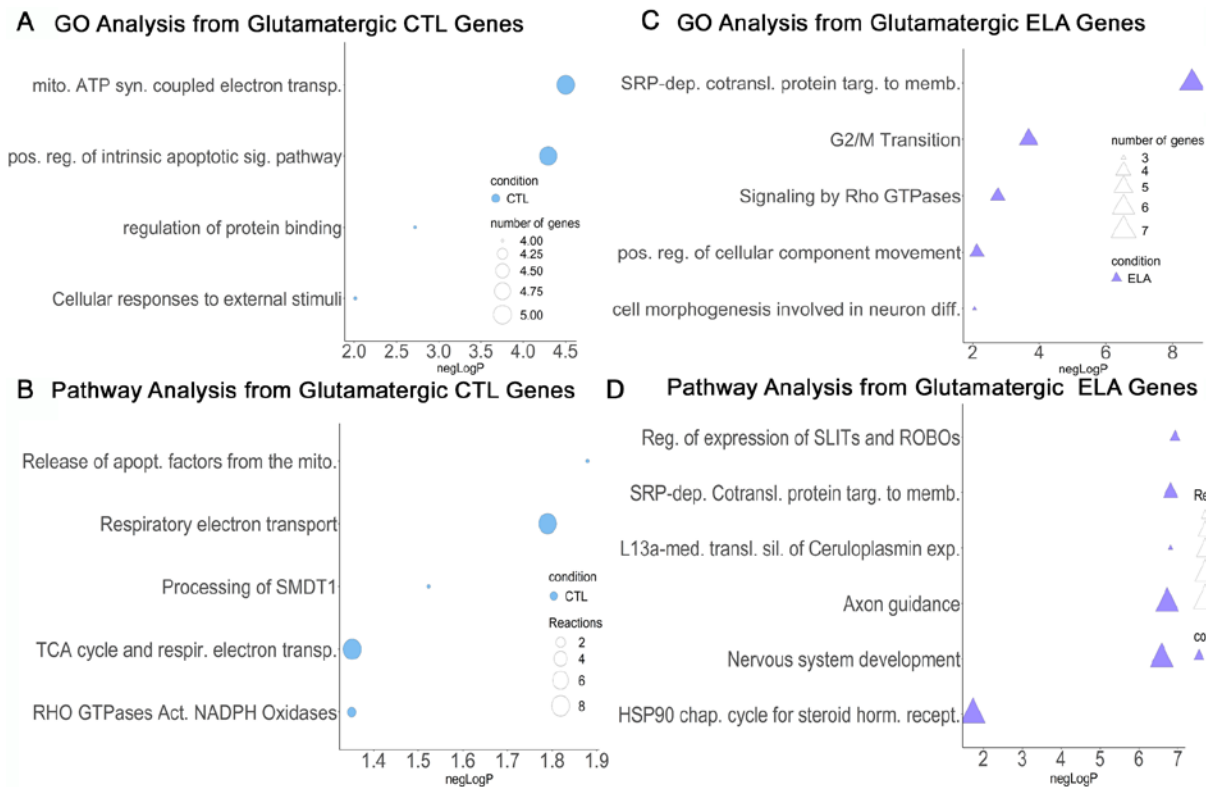 A GO Analysis from Glutamatergic CTL Genes
mito. ATP syn. coupled electron transp.
pos. reg. of intrinsic apoptotic sig. pathway
regulation of protein binding
Cellular responses to external stimuli
condition
CTL
number of genes
4.00
4.25
4.50
4.75
5.00
2.0 2.5 3.0 3.5 4.0 4.5
negLogP
C GO Analysis from Glutamatergic ELA Genes
SRP-dep. cotransl. protein targ. to memb.
G2/M Transition
Signaling by Rho GTPases
pos. reg. of cellular component movement
cell morphogenesis involved in neuron diff.
number of genes
3
4
5
6
7
condition
ELA
2 4 6 8
negLogP
B Pathway Analysis from Glutamatergic CTL Genes
Release of apopt. factors from the mito.
Respiratory electron transport
Processing of SMDT1
TCA cycle and respir. electron transp.
RHO GTPases Act. NADPH Oxidases
condition
CTL
Reactions
2
4
6
8
1.4 1.5 1.6 1.7 1.8 1.9
negLogP
D Pathway Analysis from Glutamatergic ELA Genes
Reg. of expression of SLITs and ROBOs
SRP-dep. Cotransl. protein targ. to memb.
L13a-med. transl. sil. of Ceruloplasmin exp.
Axon guidance
Nervous system development
HSP90 chap. cycle for steroid horm. recept.
Re
co
2 3 4 5 6 7
negLogP